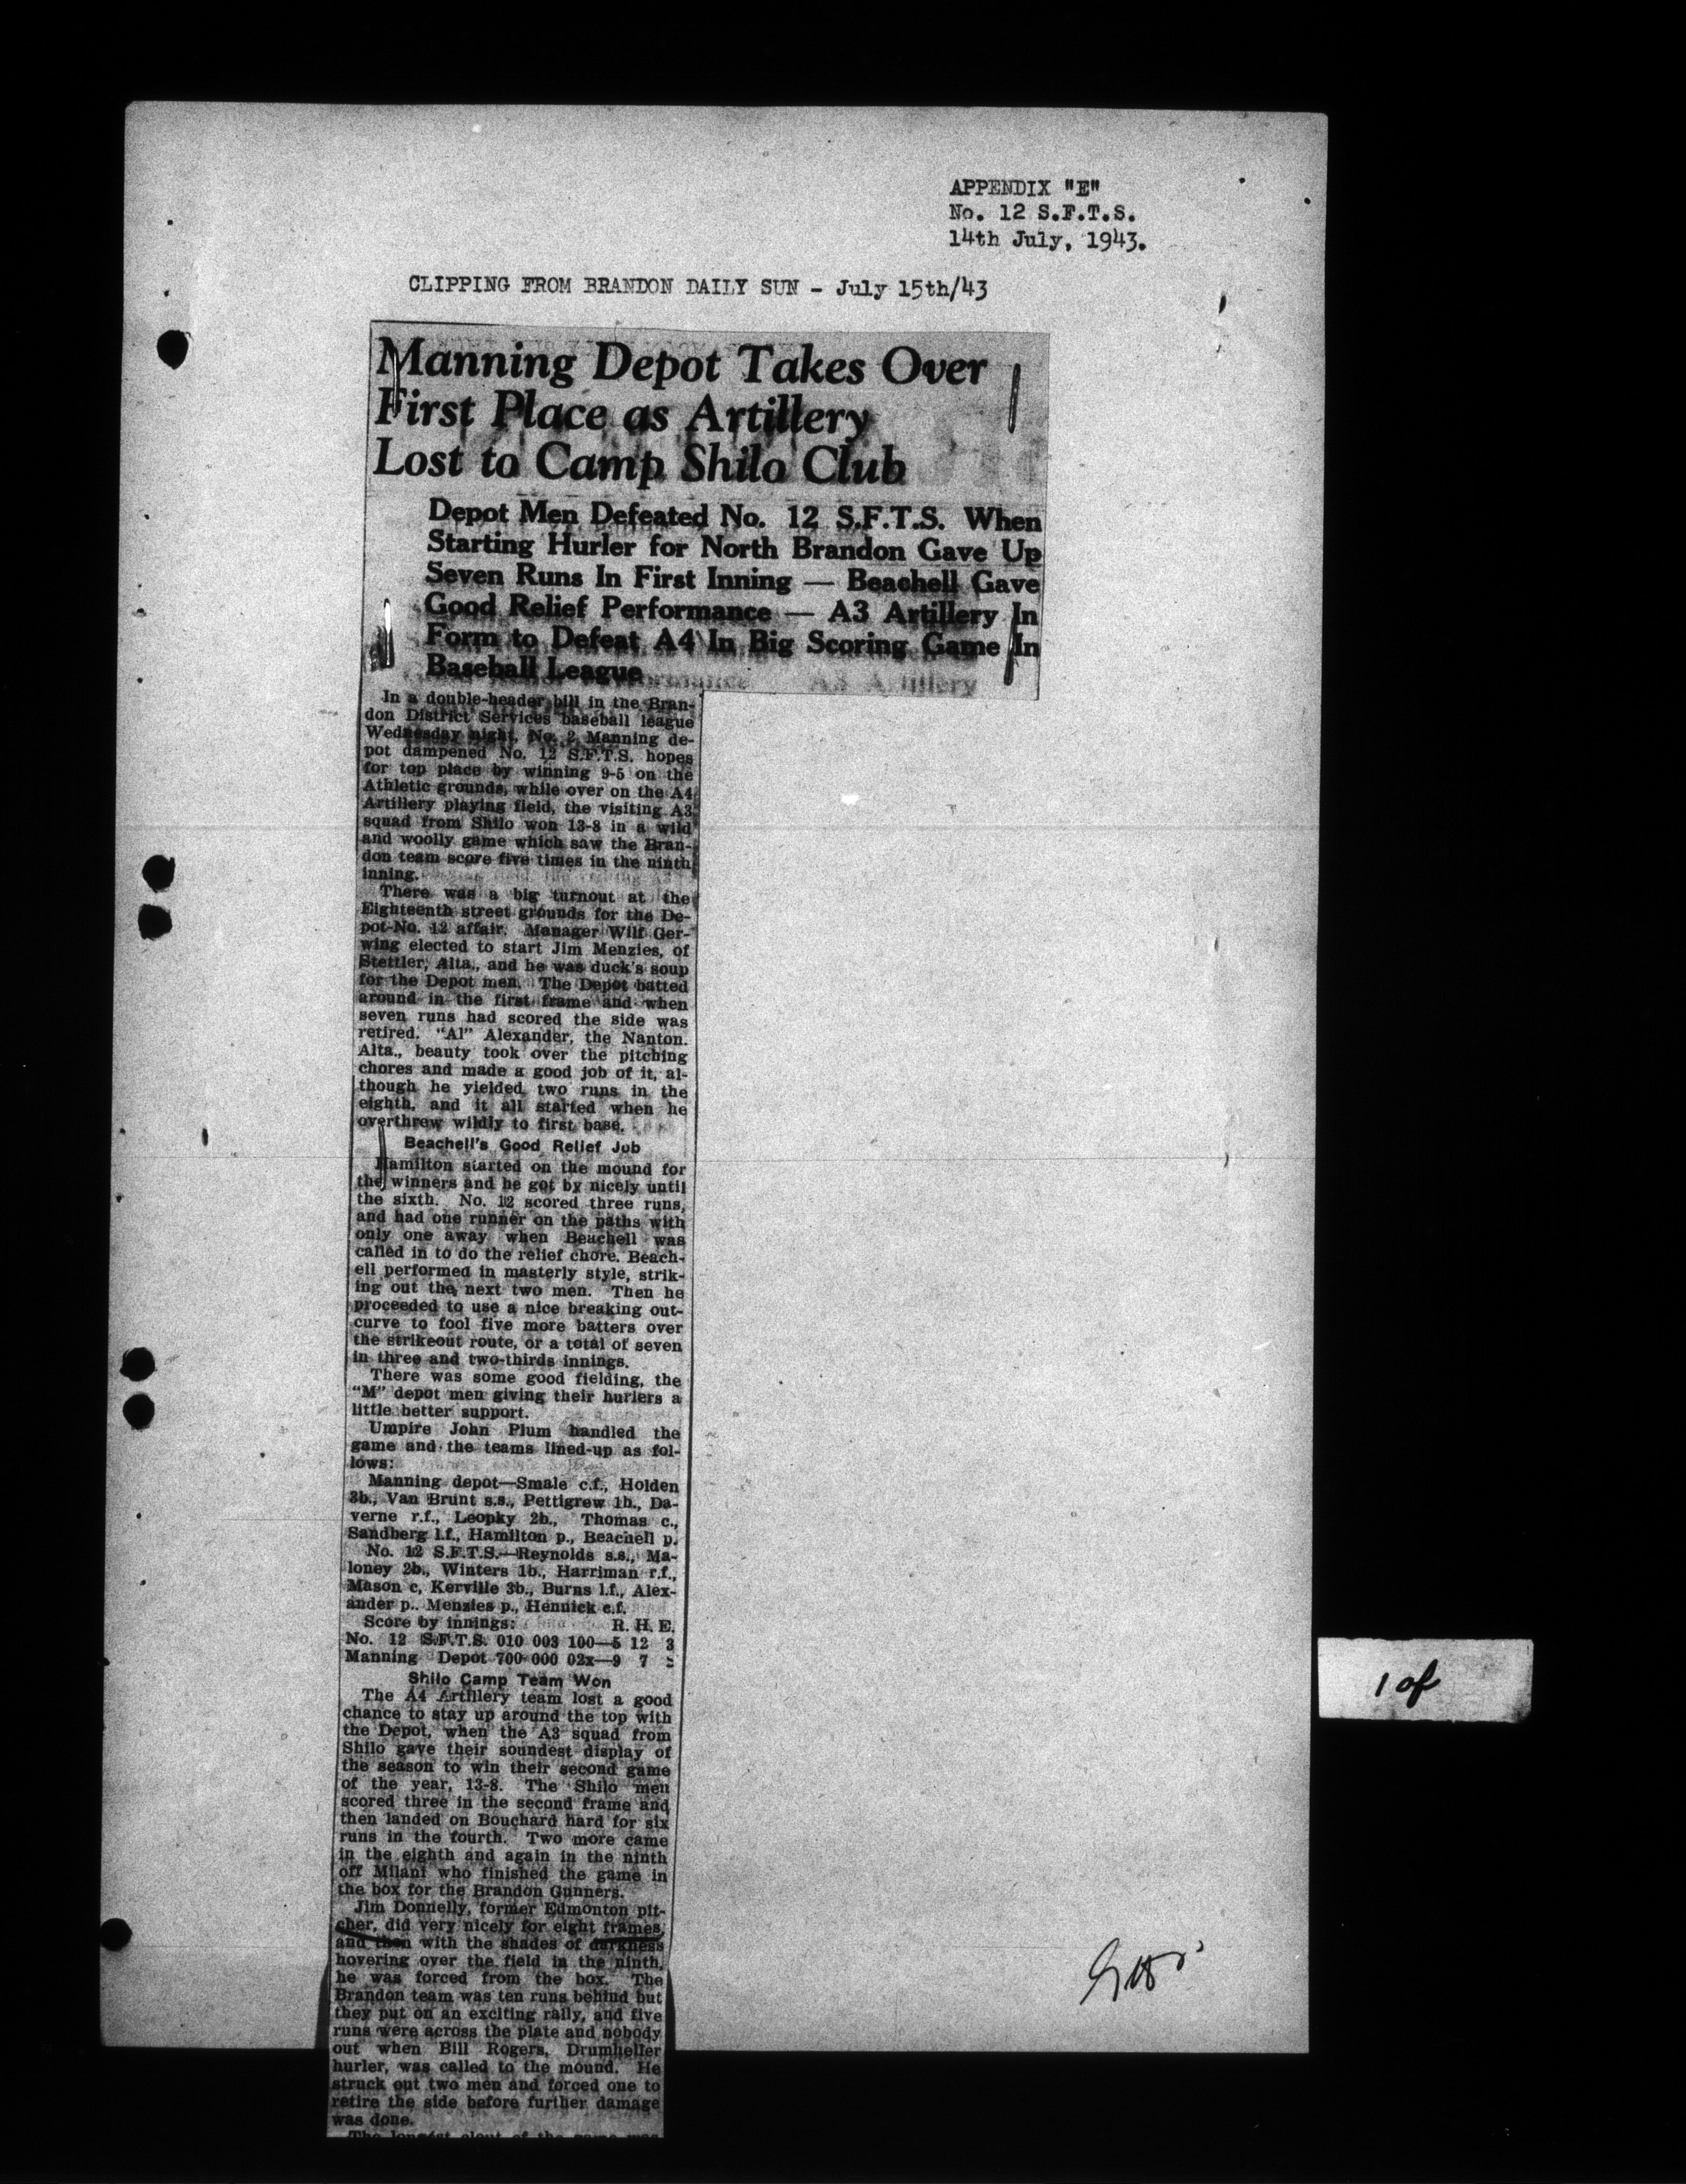 APPENDIX "E"
No. 12 S.F.T.S.
14th July, 1943.
CLIPPING FROM BRANDON DAILY SUN - July 15th/43
Manning Depot Takes Over
First Place as Artillery
Lost to Camp Shilo Club
Depot Men Defeated No. 12 S.F.T.S. When
Starting Hurler for North Brandon Gave Up
Seven Runs In First Inning — Beachell Gave
Good Relief Performance — A3 Artillery In
Form to Defeat A4 In Big Scoring Game In
Baseball League
In a double-header bill in the Bran-
don District Services baseball league
Wednesday night, No. 2 Manning de-
pot dampened No. 12 S.F.T.S. hopes
for top place by winning 9-5 on the
Athletic grounds, while over on the A4
Artillery playing field, the visiting A3
squad from Shilo won 13-8 in a wild
and woolly game which saw the Bran-
don team score five times in the ninth
inning.
There was a big turnout at the
Eighteenth street grounds for the De-
pot-No. 12 affair. Manager Wilf Ger-
wing elected to start Jim Menzies, of
Stettler, Alta., and he was duck's soup
for the Depot men. The Depot batted
around in the first frame and when
seven runs had scored the side was
retired. "Al" Alexander, the Nanton.
Alta., beauty took over the pitching
chores and made a good job of it, al-
though he yielded two runs in the
eighth, and it all started when he
overthrew wildly to first base.
Beachell's Good Relief Job
Hamilton started on the mound for
the winners and he got by nicely until
the sixth. No. 12 scored three runs,
and had one runner on the paths with
only one away when Beachell was
called in to do the relief chore. Beach-
ell performed in masterly style, strik-
ing out the next two men. Then he
proceeded to use a nice breaking out-
curve to fool five more batters over
the strikeout route, or a total of seven
in three and two-thirds innings.
There was some good fielding, the
"M" depot men giving their hurlers a
little better support.
Umpire John Plum handled the
game and the teams lined-up as fol-
lows:
Manning depot—Smale c.f., Holden
3b., Van Brunt s.s., Pettigrew 1b., Da-
verne r.f., Leopky 2b., Thomas c.,
Sandberg l.f., Hamilton p., Beachell p.
No. 12 S.F.T.S.—Reynolds s.s., Ma-
loney 2b., Winters 1b., Harriman r.f.,
Mason c, Kerville 3b., Burns l.f., Alex-
ander p.. Menzies p., Hennick c.f.
Score by innings: R. H. E.
No. 12 S.F.T.S. 010 003 100—5 12 3
Manning Depot 700 000 02x—9 7
Shilo Camp Team Won
The A4 Artillery team lost a good
chance to stay up around the top with
the Depot, when the A3 squad from
Shilo gave their soundest display of
the season to win their second game
of the year, 13-8. The Shilo men
scored three in the second frame and
then landed on Bouchard hard for six
runs in the fourth. Two more came
in the eighth and again in the ninth
off Milani who finished the game in
the box for the Brandon Gunners.
Jim Donnelly, former Edmonton pit-
cher, did very nicely for eight frames
and then with the shades of darkness
hovering over the field in the ninth,
he was forced from the box. The
Brandon team was ten runs behind but
they put on an exciting rally, and five
runs were across the plate and nobody
out when Bill Rogers, Drumheller
hurler, was called to the mound. He
struck out two men and forced one to
retire the side before further damage
was done.
The longest clout of the game was
1 of